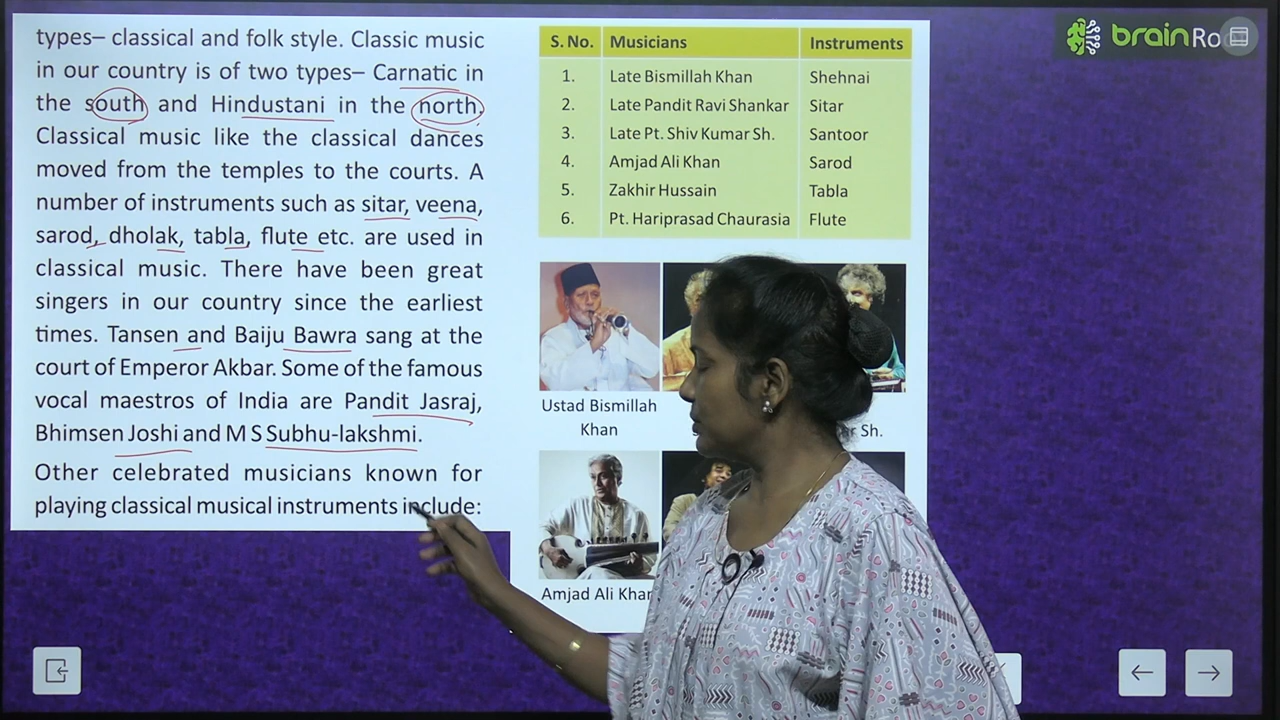 types– classical and folk style. Classic music
in our country is of two types– Carnatic in
the south and Hindustani in the north.
Classical music like the classical dances
moved from the temples to the courts. A
number of instruments such as sitar, veena,
sarod, dholak, tabla, flute etc. are used in
classical music. There have been great
singers in our country since the earliest
times. Tansen and Baiju Bawra sang at the
court of Emperor Akbar. Some of the famous
vocal maestros of India are Pandit Jasraj,
Bhimsen Joshi and M S Subhu-lakshmi.
Other celebrated musicians known for
playing classical musical instruments include:
S. No. Musicians Instruments
1. Late Bismillah Khan Shehnai
2. Late Pandit Ravi Shankar Sitar
3. Late Pt. Shiv Kumar Sh. Santoor
4. Amjad Ali Khan Sarod
5. Zakhir Hussain Tabla
6. Pt. Hariprasad Chaurasia Flute
Ustad Bismillah
Khan
Sh.
Amjad Ali Khan
brain